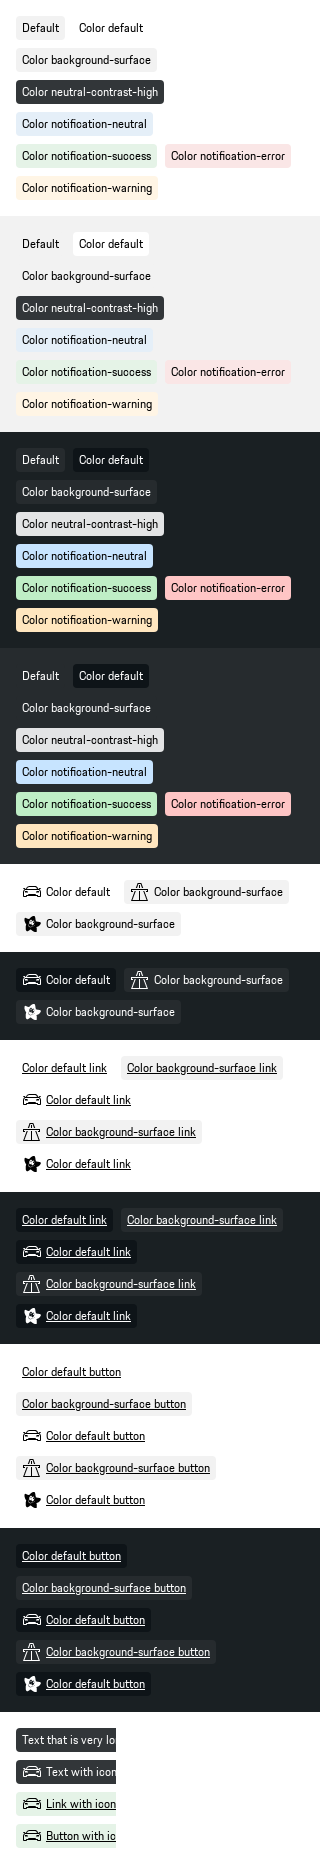 Default Color default
Color background-surface
Color neutral-contrast-high
Color notification-neutral
Color notification-success Color notification-error
Color notification-warning
Default Color default
Color background-surface
Color neutral-contrast-high
Color notification-neutral
Color notification-success Color notification-error
Color notification-warning
Default Color default
Color background-surface
Color neutral-contrast-high
Color notification-neutral
Color notification-success Color notification-error
Color notification-warning
Default Color default
Color background-surface
Color neutral-contrast-high
Color notification-neutral
Color notification-success Color notification-error
Color notification-warning
Color default Color background-surface
Color background-surface
Color default Color background-surface
Color background-surface
Color default link Color background-surface link
Color default link
Color background-surface link
Color default link
Color default link Color background-surface link
Color default link
Color background-surface link
Color default link
Color default button
Color background-surface button
Color default button
Color background-surface button
Color default button
Color default button
Color background-surface button
Color default button
Color background-surface button
Color default button
Text that is very lo
Text with icon
Link with icon
Button with ic